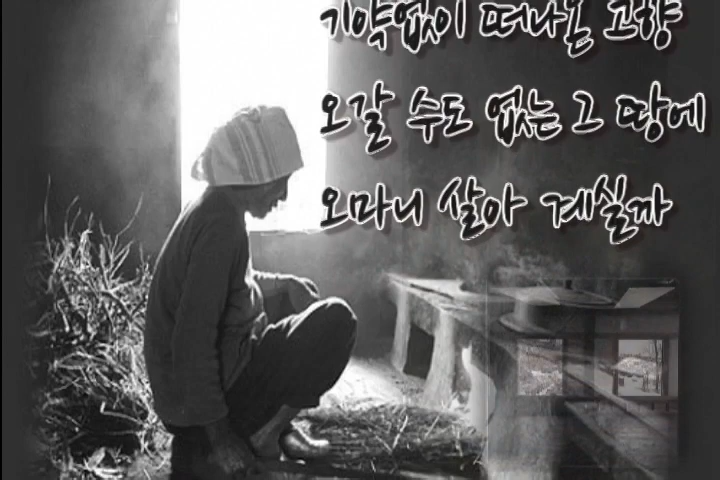 기약없이 떠나온 고향
오갈 수도 없는 그 땅에
오마니 살아 계실까